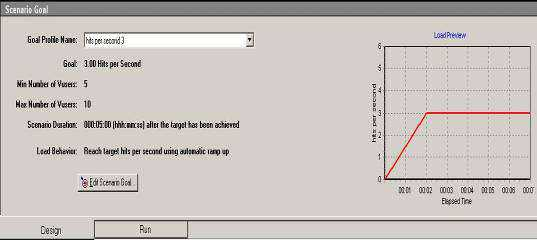 Scenario Goal
Goal Profile Name: hits per second 3
Goal: 3.00 Hits per Second
Min Number of Vusers: 5
Max Number of Vusers: 10
Scenario Duration: 000:05:00 (hhh:mm:ss) after the target has been achieved
Load Behavior: Reach target hits per second using automatic ramp up
Edit Scenario Goal...
Load Preview
hits per second
6
5
4
3
2
1
0
00:01 00:02 00:03 00:04 00:05 00:06 00:07
Elapsed Time
Design Run